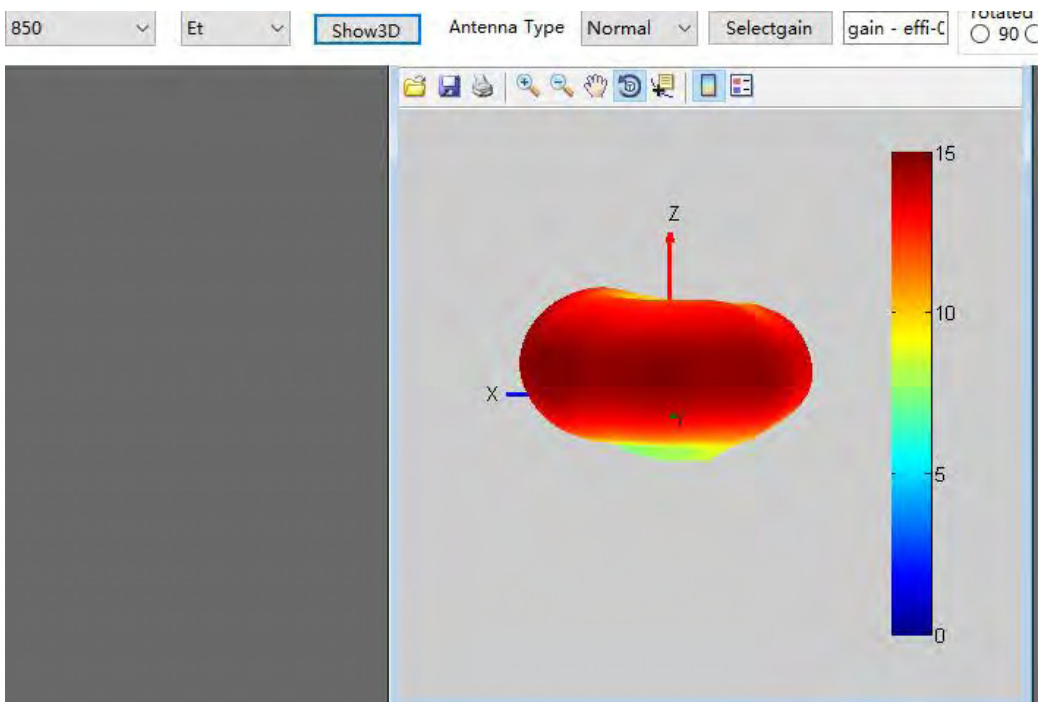 850 Et Show3D Antenna Type Normal Selectgain gain - effi-
rotated
90
15
Z
10
X
Y
5
0